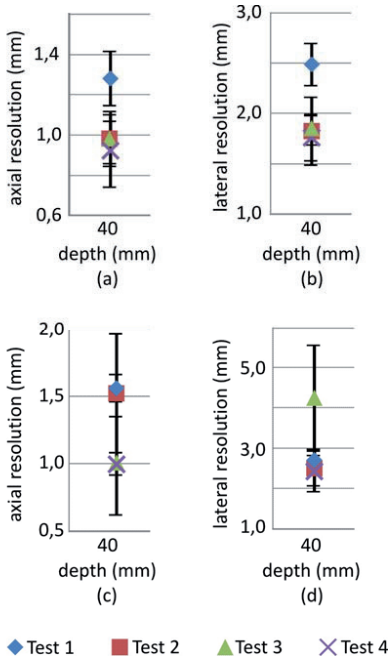 axial resolution (mm)
1,4
1,0
0,6
40
depth (mm)
(a)
lateral resolution (mm)
3,0
2,0
1,0
40
depth (mm)
(b)
axial resolution (mm)
2,0
1,5
1,0
0,5
40
depth (mm)
(c)
lateral resolution (mm)
5,0
3,0
1,0
40
depth (mm)
(d)
Test 1 Test 2 Test 3 Test 4